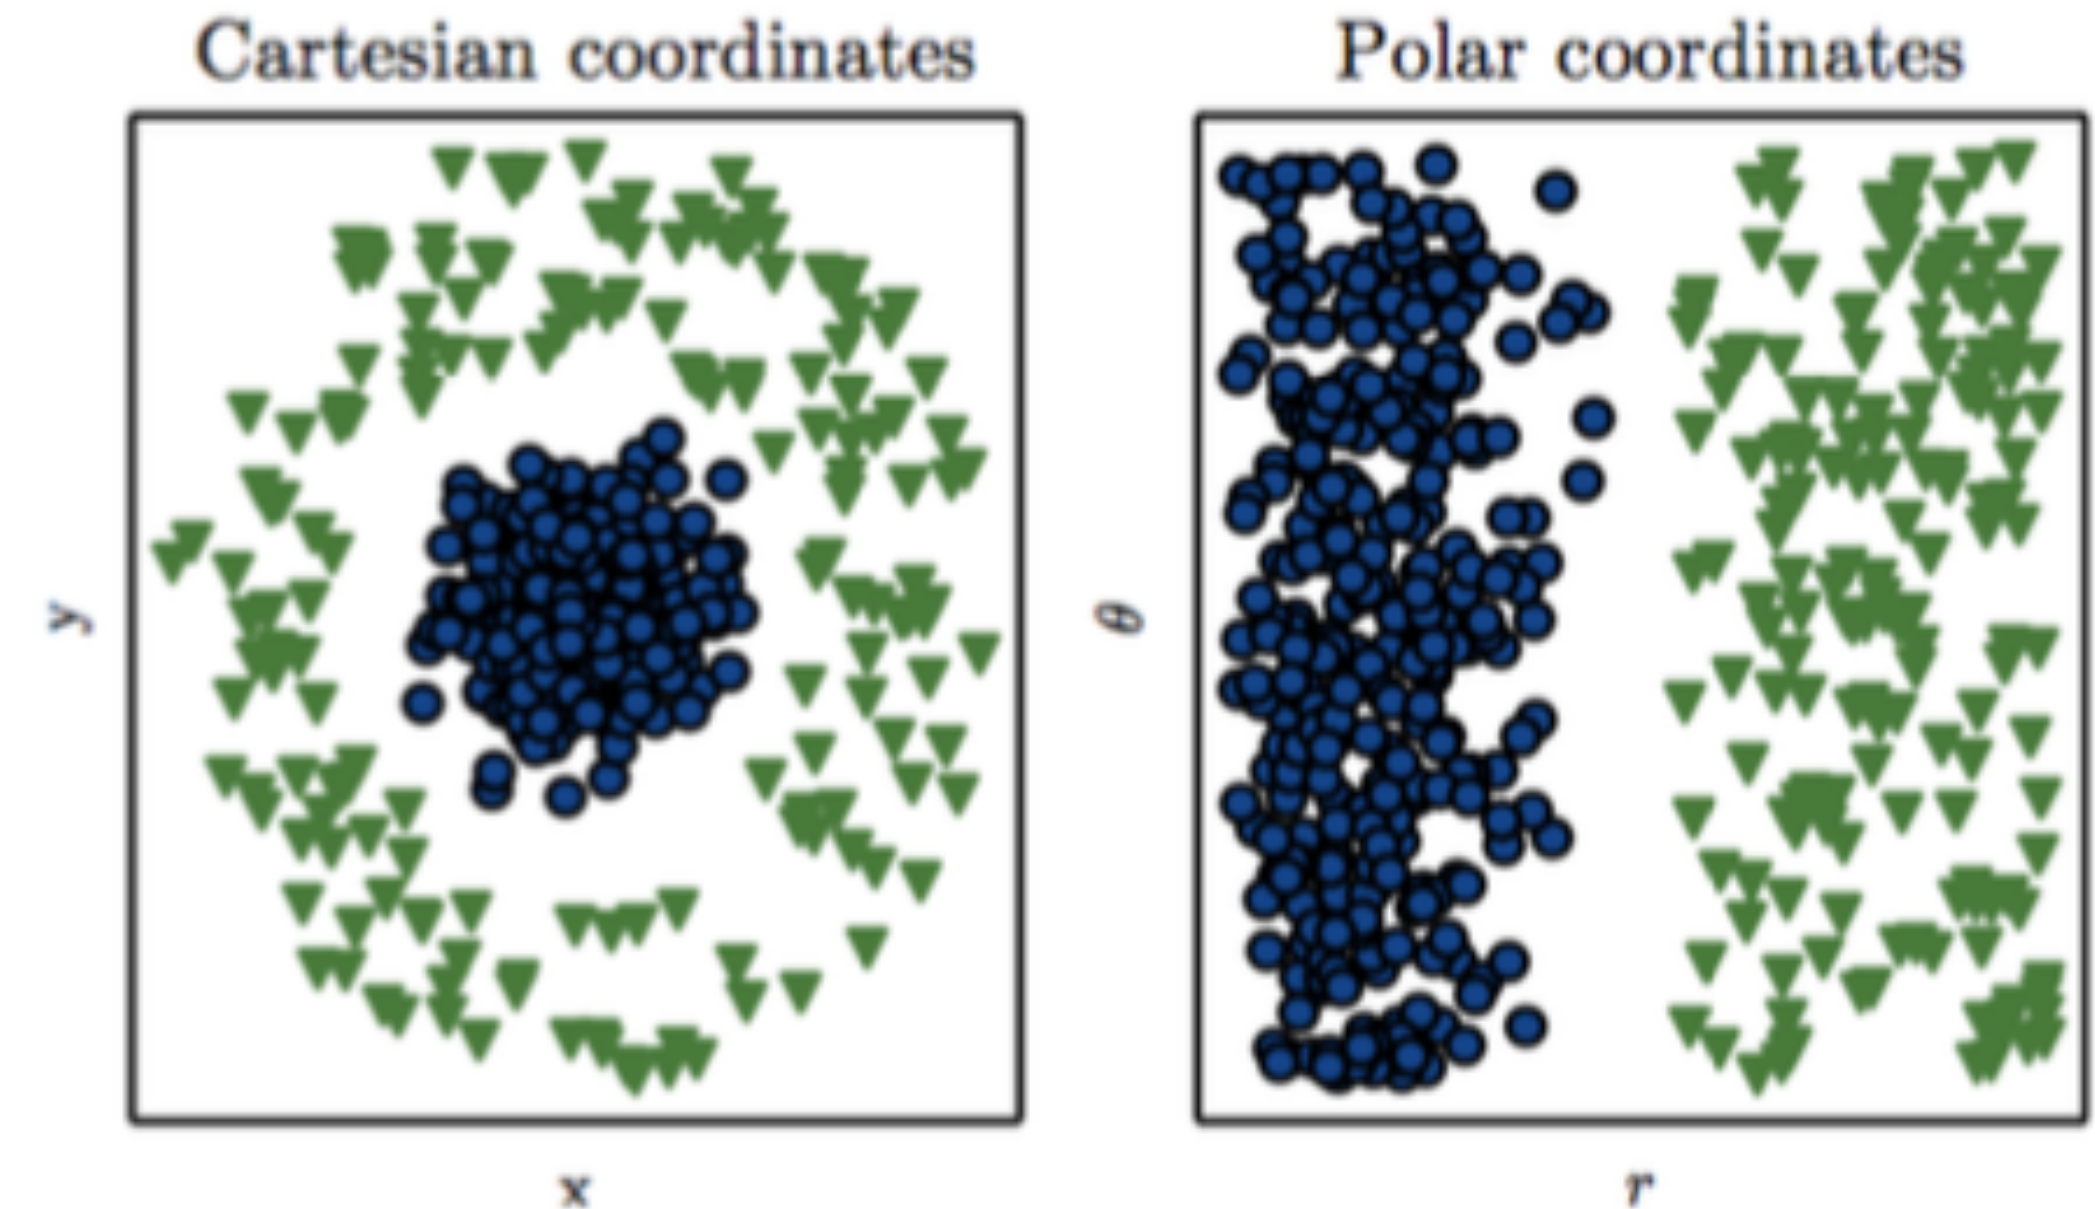 Cartesian coordinates
Polar coordinates
y
x
θ
r